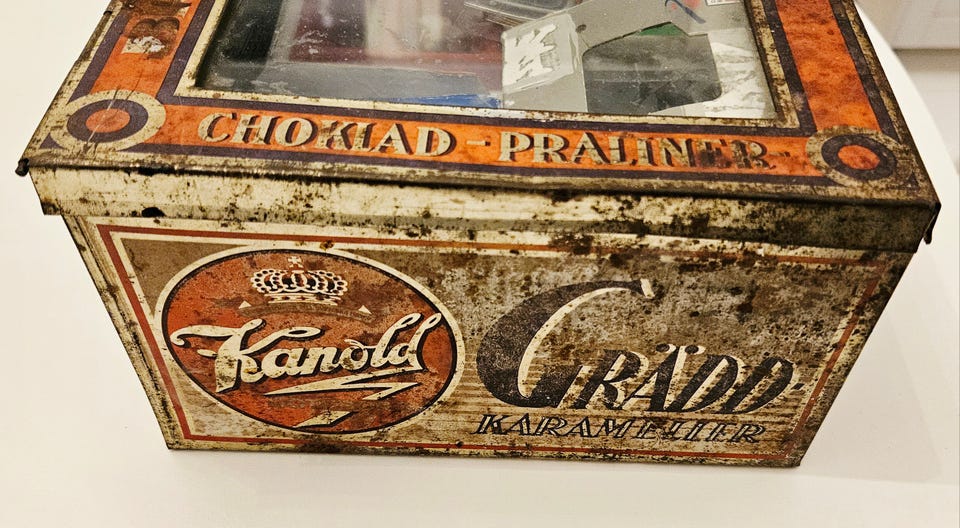 CHOKLAD - PRALINER -
Kanold
GRÄDD-
KARAMELLER